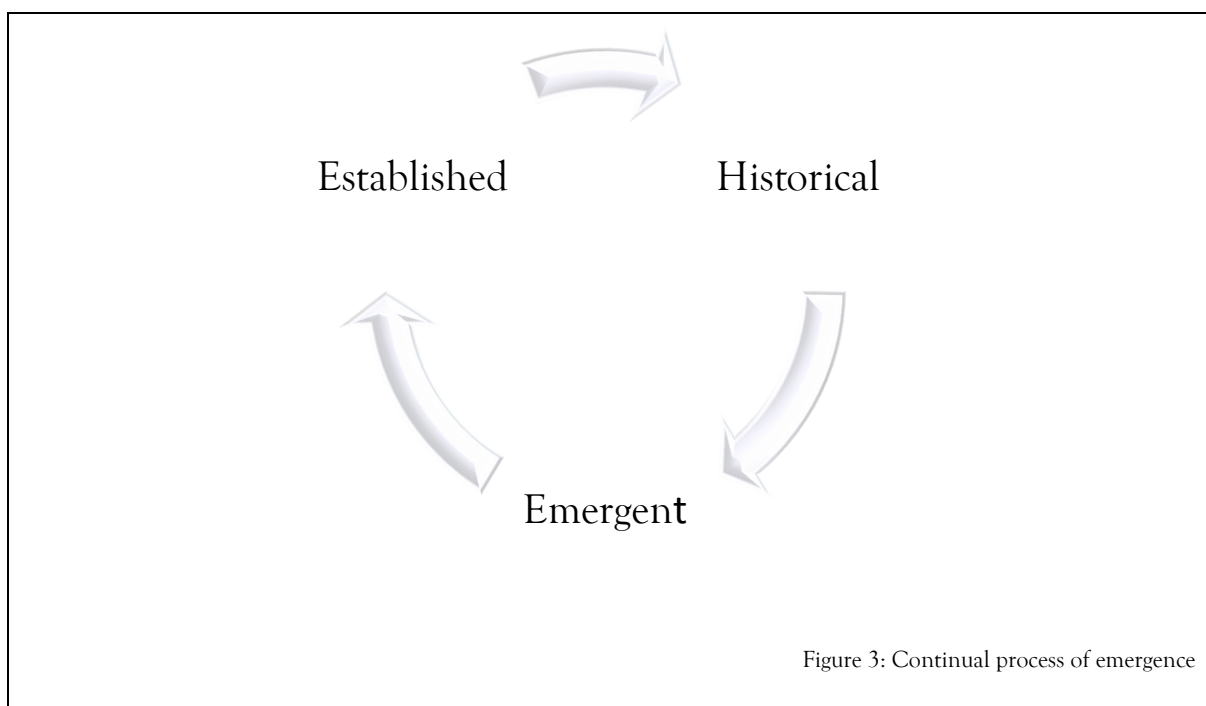 Established
Historical
Emergent
Figure 3: Continual process of emergence